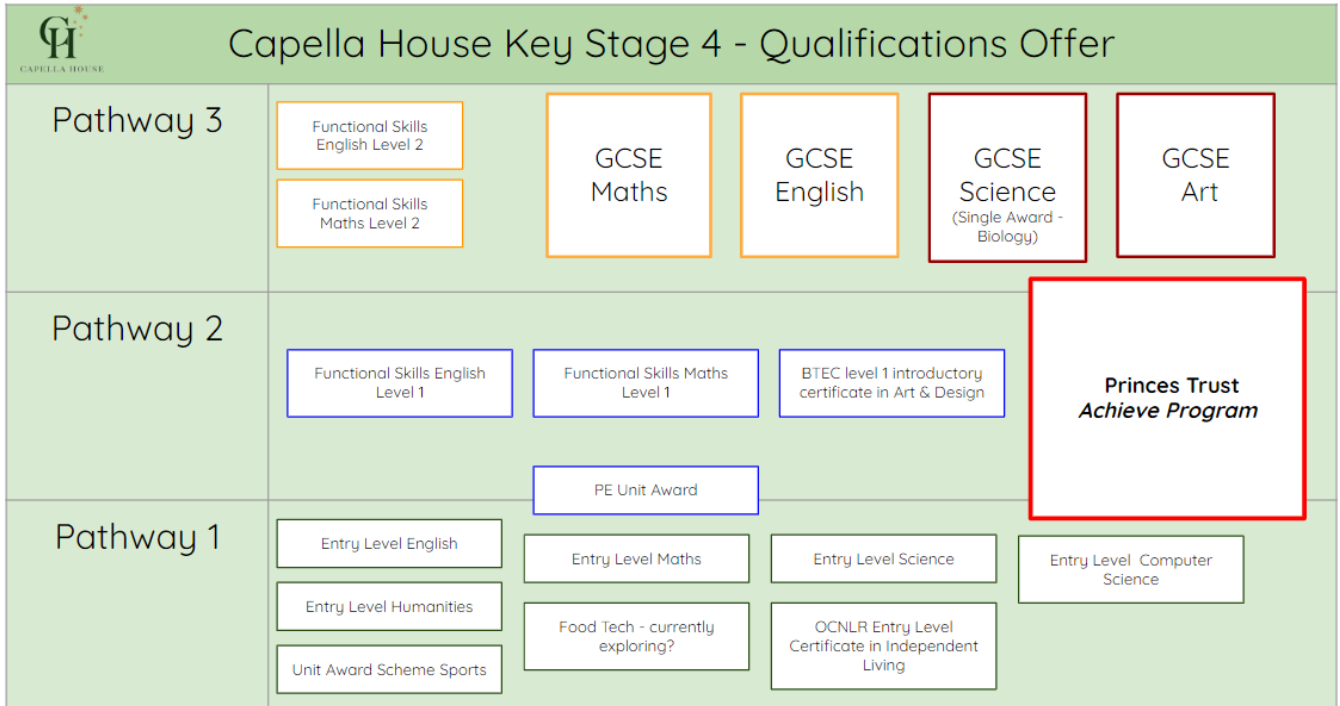 CH
CAPELLA HOUSE
Capella House Key Stage 4 - Qualifications Offer
Pathway 3
Functional Skills
English Level 2
Functional Skills
Maths Level 2
GCSE
Maths
GCSE
English
GCSE
Science
(Single Award -
Biology)
GCSE
Art
Pathway 2
Functional Skills English
Level 1
Functional Skills Maths
Level 1
BTEC level 1 introductory
certificate in Art & Design
Princes Trust
Achieve Program
PE Unit Award
Pathway 1
Entry Level English
Entry Level Maths
Entry Level Science
Entry Level  Computer
Science
Entry Level Humanities
Food Tech - currently
exploring?
OCNLR Entry Level
Certificate in Independent
Living
Unit Award Scheme Sports